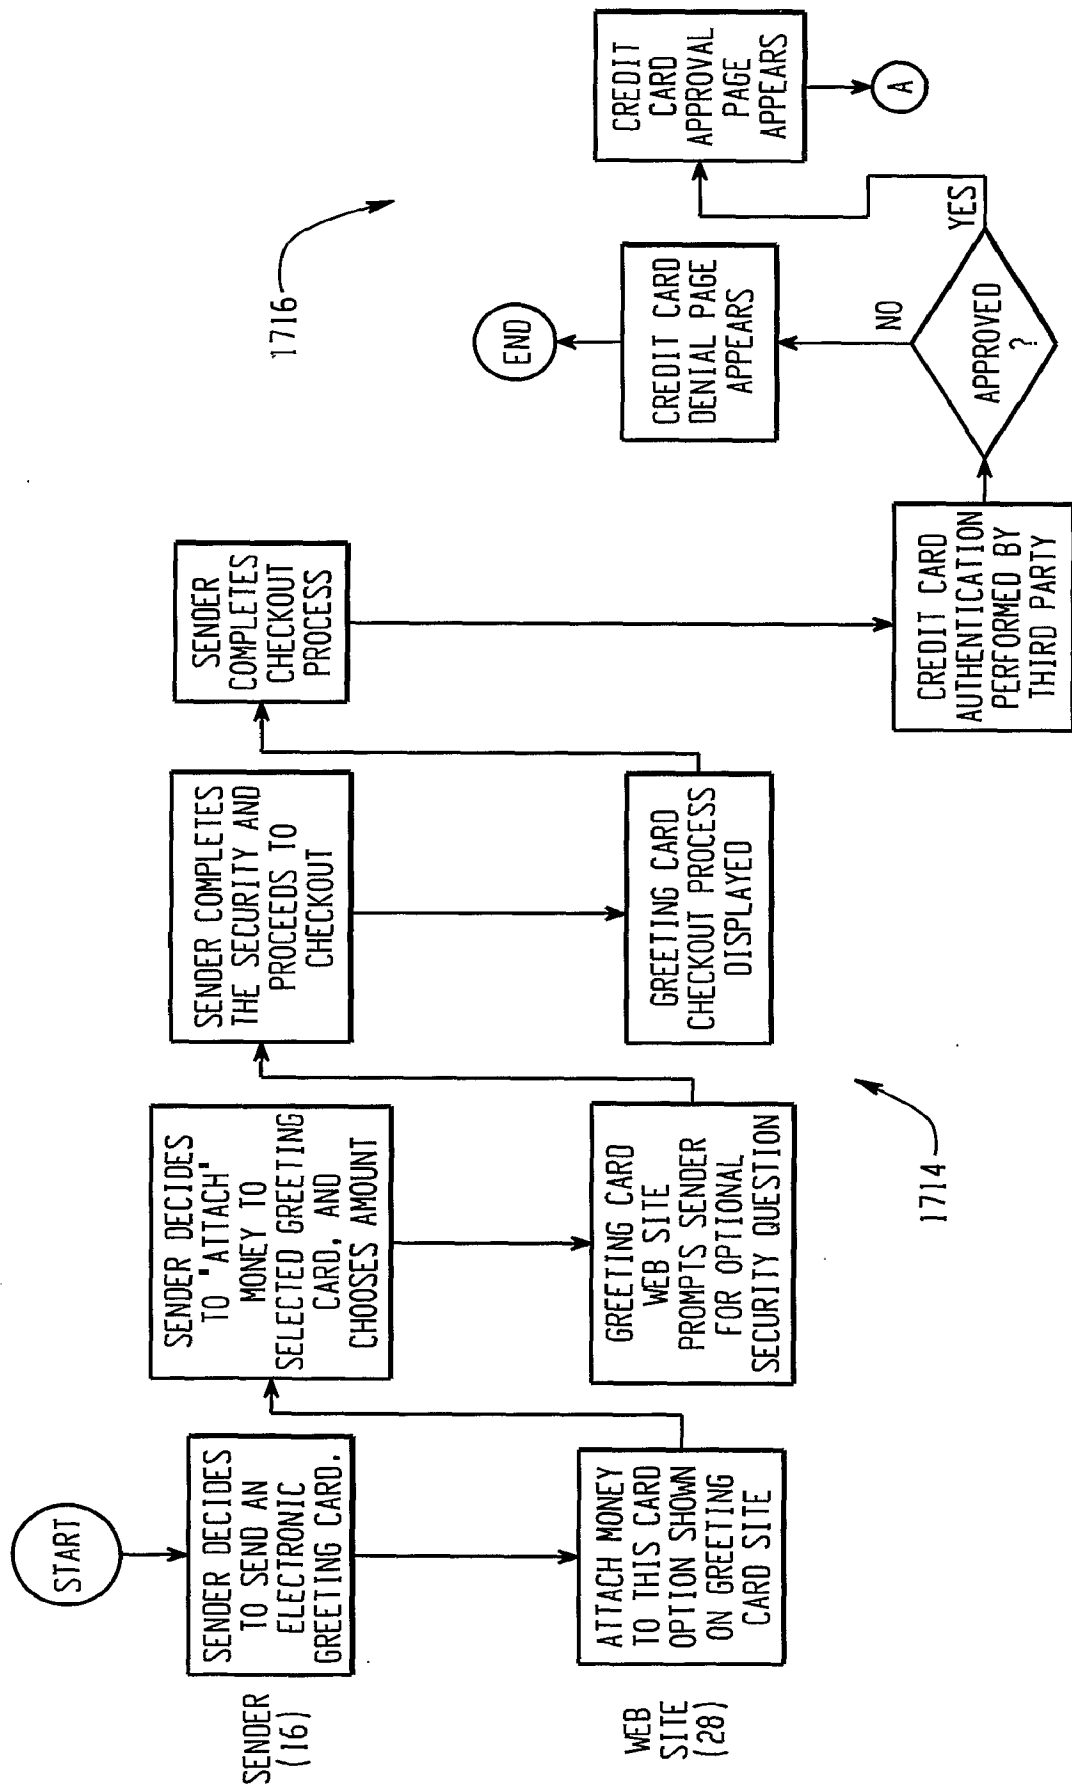 START
SENDER
(16)
SENDER DECIDES
TO SEND AN
ELECTRONIC
GREETING CARD.
WEB
SITE
(28)
ATTACH MONEY
TO THIS CARD
OPTION SHOWN
ON GREETING
CARD SITE
SENDER DECIDES
TO "ATTACH"
MONEY TO
SELECTED GREETING
CARD, AND
CHOOSES AMOUNT
GREETING CARD
WEB SITE
PROMPTS SENDER
FOR OPTIONAL
SECURITY QUESTION
SENDER COMPLETES
THE SECURITY AND
PROCEEDS TO
CHECKOUT
GREETING CARD
CHECKOUT PROCESS
DISPLAYED
1714
SENDER
COMPLETES
CHECKOUT
PROCESS
CREDIT CARD
AUTHENTICATION
PERFORMED BY
THIRD PARTY
APPROVED
?
NO
CREDIT CARD
DENIAL PAGE
APPEARS
END
YES
CREDIT
CARD
APPROVAL
PAGE
APPEARS
A
1716